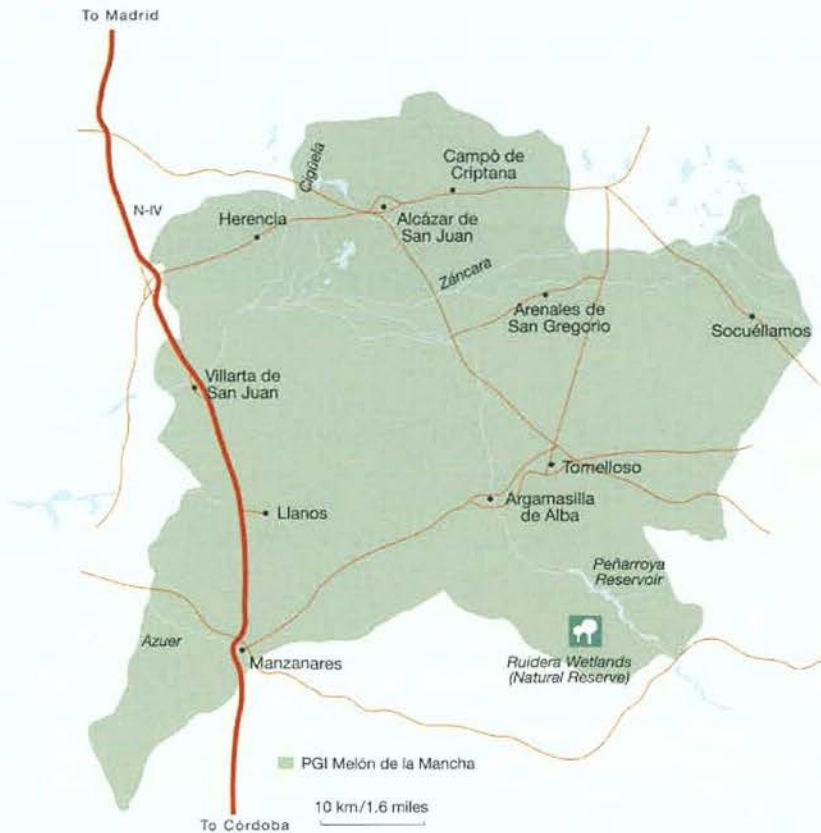 To Madrid
Cigüela
Campò de
Criptana
N-IV
Herencia
Alcázar de
San Juan
Záncara
Arenales de
San Gregorio
Socuéllamos
Villarta de
San Juan
Tomelloso
Llanos
Argamasilla
de Alba
Peñarroya
Reservoir
Azuer
Manzanares
Ruidera Wetlands
(Natural Reserve)
PGI Melón de la Mancha
10 km/1.6 miles
To Córdoba